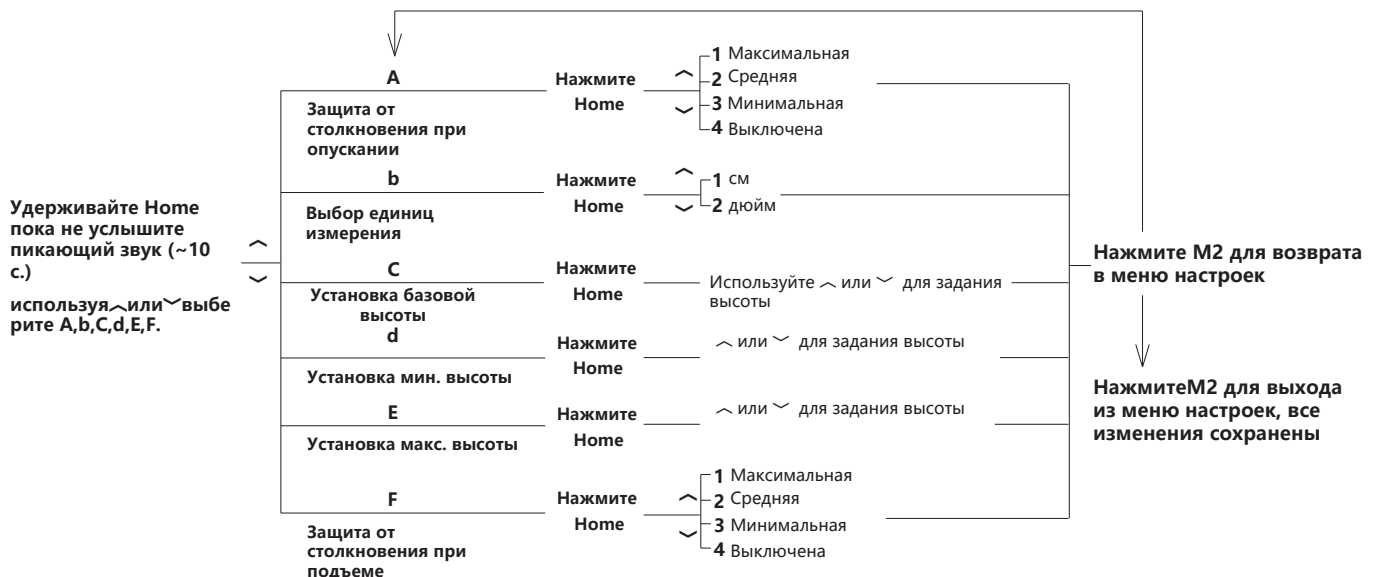 Удерживайте Home
пока не услышите
пикающий звук (~10
с.)
используя︿или﹀выбе
рите A,b,C,d,E,F.
A
Защита от
столкновения при
опускании
Нажмите
Home
1 Максимальная
2 Средняя
3 Минимальная
4 Выключена
b
Выбор единиц
измерения
Нажмите
Home
1 см
2 дюйм
C
Установка базовой
высоты
Нажмите
Home
Используйте ︿ или ﹀ для задания
высоты
d
Установка мин. высоты
Нажмите
Home
︿ или ﹀ для задания высоты
E
Установка макс. высоты
Нажмите
Home
︿ или ﹀ для задания высоты
F
Защита от
столкновения при
подъеме
Нажмите
Home
1 Максимальная
2 Средняя
3 Минимальная
4 Выключена
Нажмите M2 для возврата
в меню настроек
НажмитеM2 для выхода
из меню настроек, все
изменения сохранены